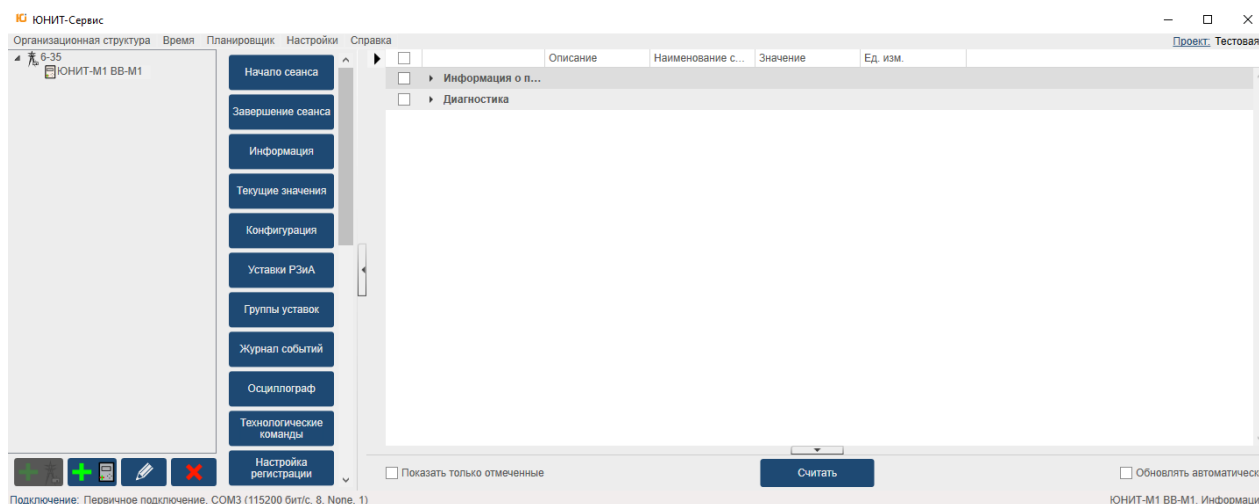 ЮНИТ-Сервис
Организационная структура Время Планировщик Настройки Справка Проект: Тестовая
6-35
ЮНИТ-М1 ВВ-М1
Начало сеанса
Завершение сеанса
Информация
Текущие значения
Конфигурация
Уставки РЗиА
Группы уставок
Журнал событий
Осциллограф
Технологические
команды
Настройка
регистрации
Описание Наименование с... Значение Ед. изм.
Информация о п...
Диагностика
Показать только отмеченные Считать Обновлять автоматическ
Подключение: Первичное подключение, COM3 (115200 бит/с, 8, None, 1) ЮНИТ-М1 ВВ-М1, Информаци